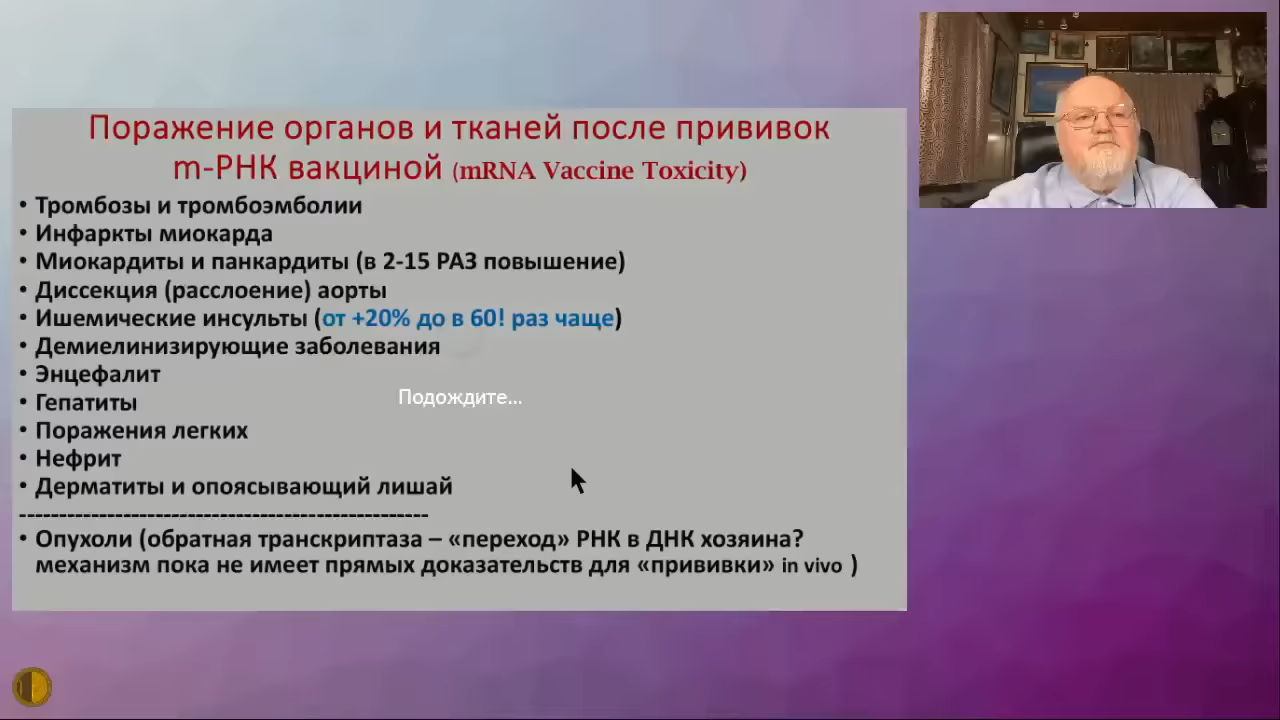 Поражение органов и тканей после прививок
m-РНК вакциной (mRNA Vaccine Toxicity)
• Тромбозы и тромбоэмболии
• Инфаркты миокарда
• Миокардиты и панкардиты (в 2-15 РАЗ повышение)
• Диссекция (расслоение) аорты
• Ишемические инсульты (от +20% до в 60! раз чаще)
• Демиелинизирующие заболевания
• Энцефалит
• Гепатиты
Подождите...
• Поражения легких
• Нефрит
• Дерматиты и опоясывающий лишай
---------------------------------------------------
• Опухоли (обратная транскриптаза – «переход» РНК в ДНК хозяина?
механизм пока не имеет прямых доказательств для «прививки» in vivo )